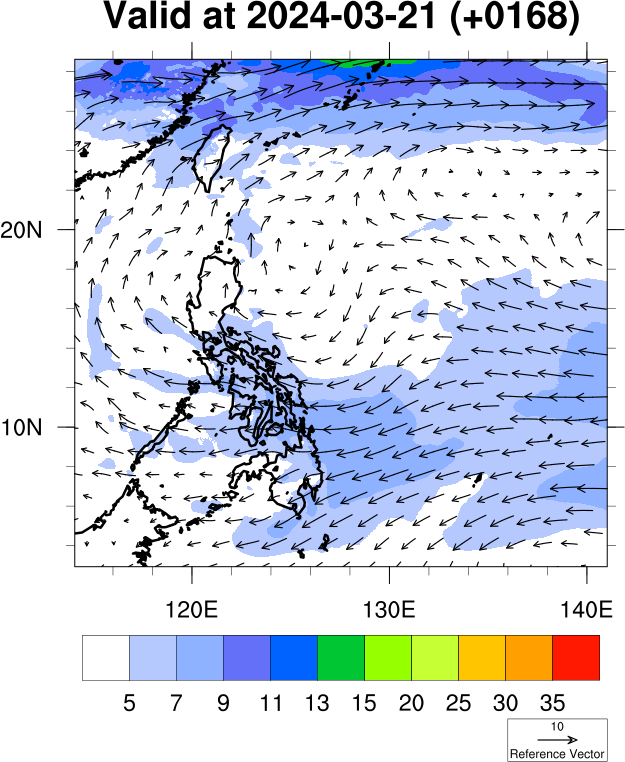 Valid at 2024-03-21 (+0168)
20N
10N
120E 130E 140E
5 7 9 11 13 15 20 25 30 35
10
Reference Vector